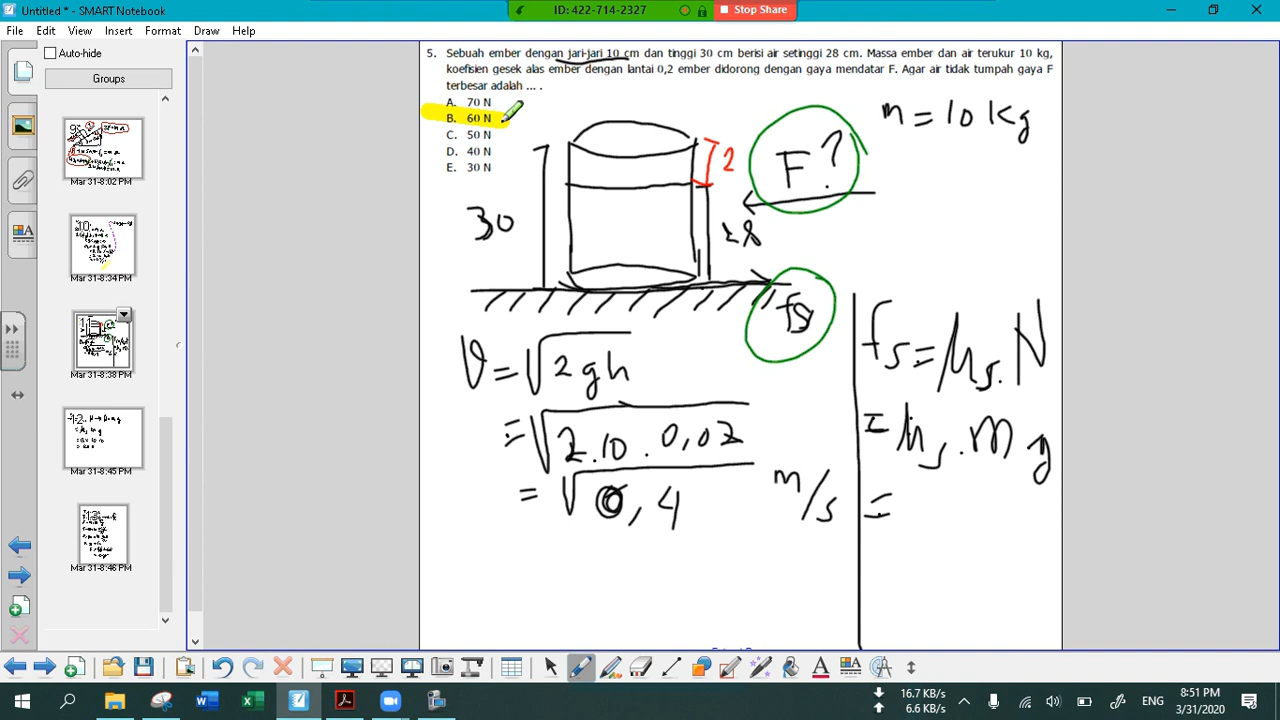 Untitled * - SMART Notebook
ID: 422-714-2327
Stop Share
File Edit View Insert Format Draw Help
Auto-hide
Groups
Mar 31-8:02 PM
Mar 31-8:34 PM
Mar 31-8:38 PM
Mar 31-8:45 PM
Mar 31-8:46 PM
5. Sebuah ember dengan jari-jari 10 cm dan tinggi 30 cm berisi air setinggi 28 cm. Massa ember dan air terukur 10 kg,
koefisien gesek alas ember dengan lantai 0,2 ember didorong dengan gaya mendatar F. Agar air tidak tumpah gaya F
terbesar adalah ... .
A. 70 N
B. 60 N
C. 50 N
D. 40 N
E. 30 N
m = 10 kg
2
F?
30
28
fs
v = √2gh
= √2.10.0,02
= √0,4 m/s
fs = μs.N
= μs.m g
=
16.7 KB/s
6.6 KB/s
ENG
8:51 PM
3/31/2020